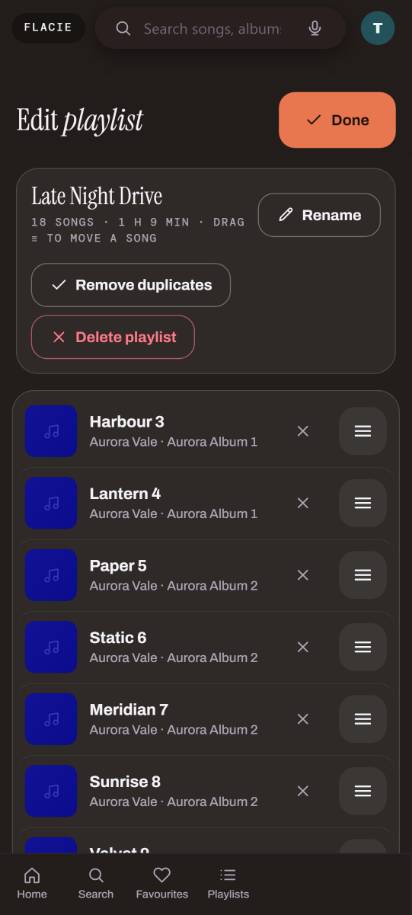 FLACIE
Search songs, album
T
Edit playlist
Done
Late Night Drive
18 SONGS · 1 H 9 MIN · DRAG
≡ TO MOVE A SONG
Rename
Remove duplicates
Delete playlist
Harbour 3
Aurora Vale · Aurora Album 1
Lantern 4
Aurora Vale · Aurora Album 1
Paper 5
Aurora Vale · Aurora Album 2
Static 6
Aurora Vale · Aurora Album 2
Meridian 7
Aurora Vale · Aurora Album 2
Sunrise 8
Aurora Vale · Aurora Album 2
Home
Search
Favourites
Playlists